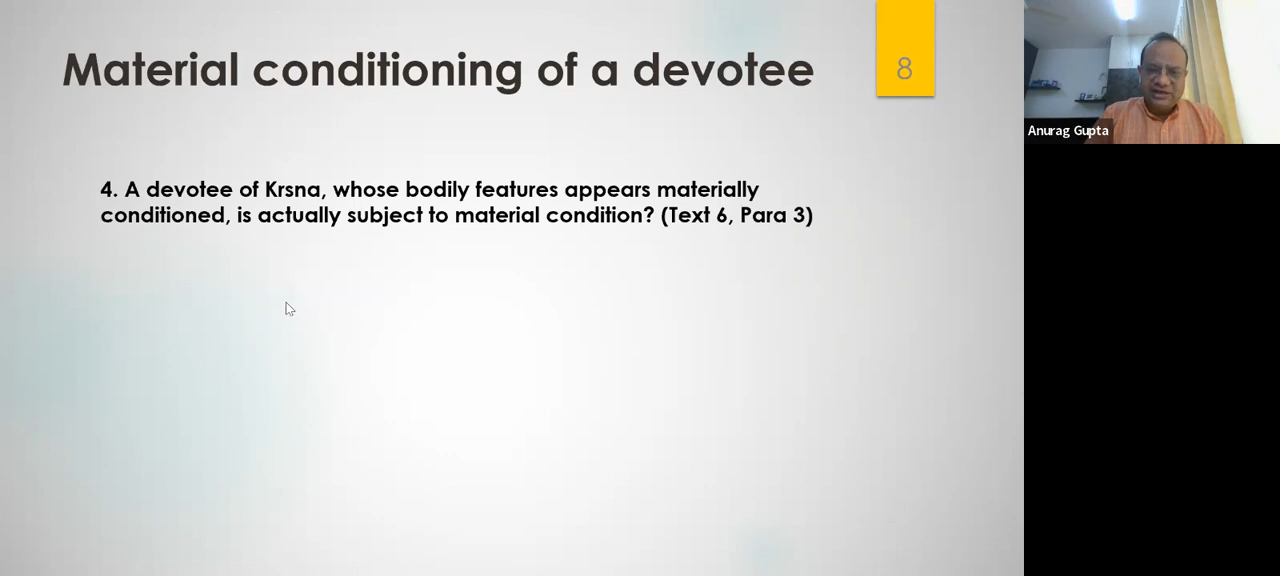 Material conditioning of a devotee
8
4. A devotee of Krsna, whose bodily features appears materially
conditioned, is actually subject to material condition? (Text 6, Para 3)
Anurag Gupta